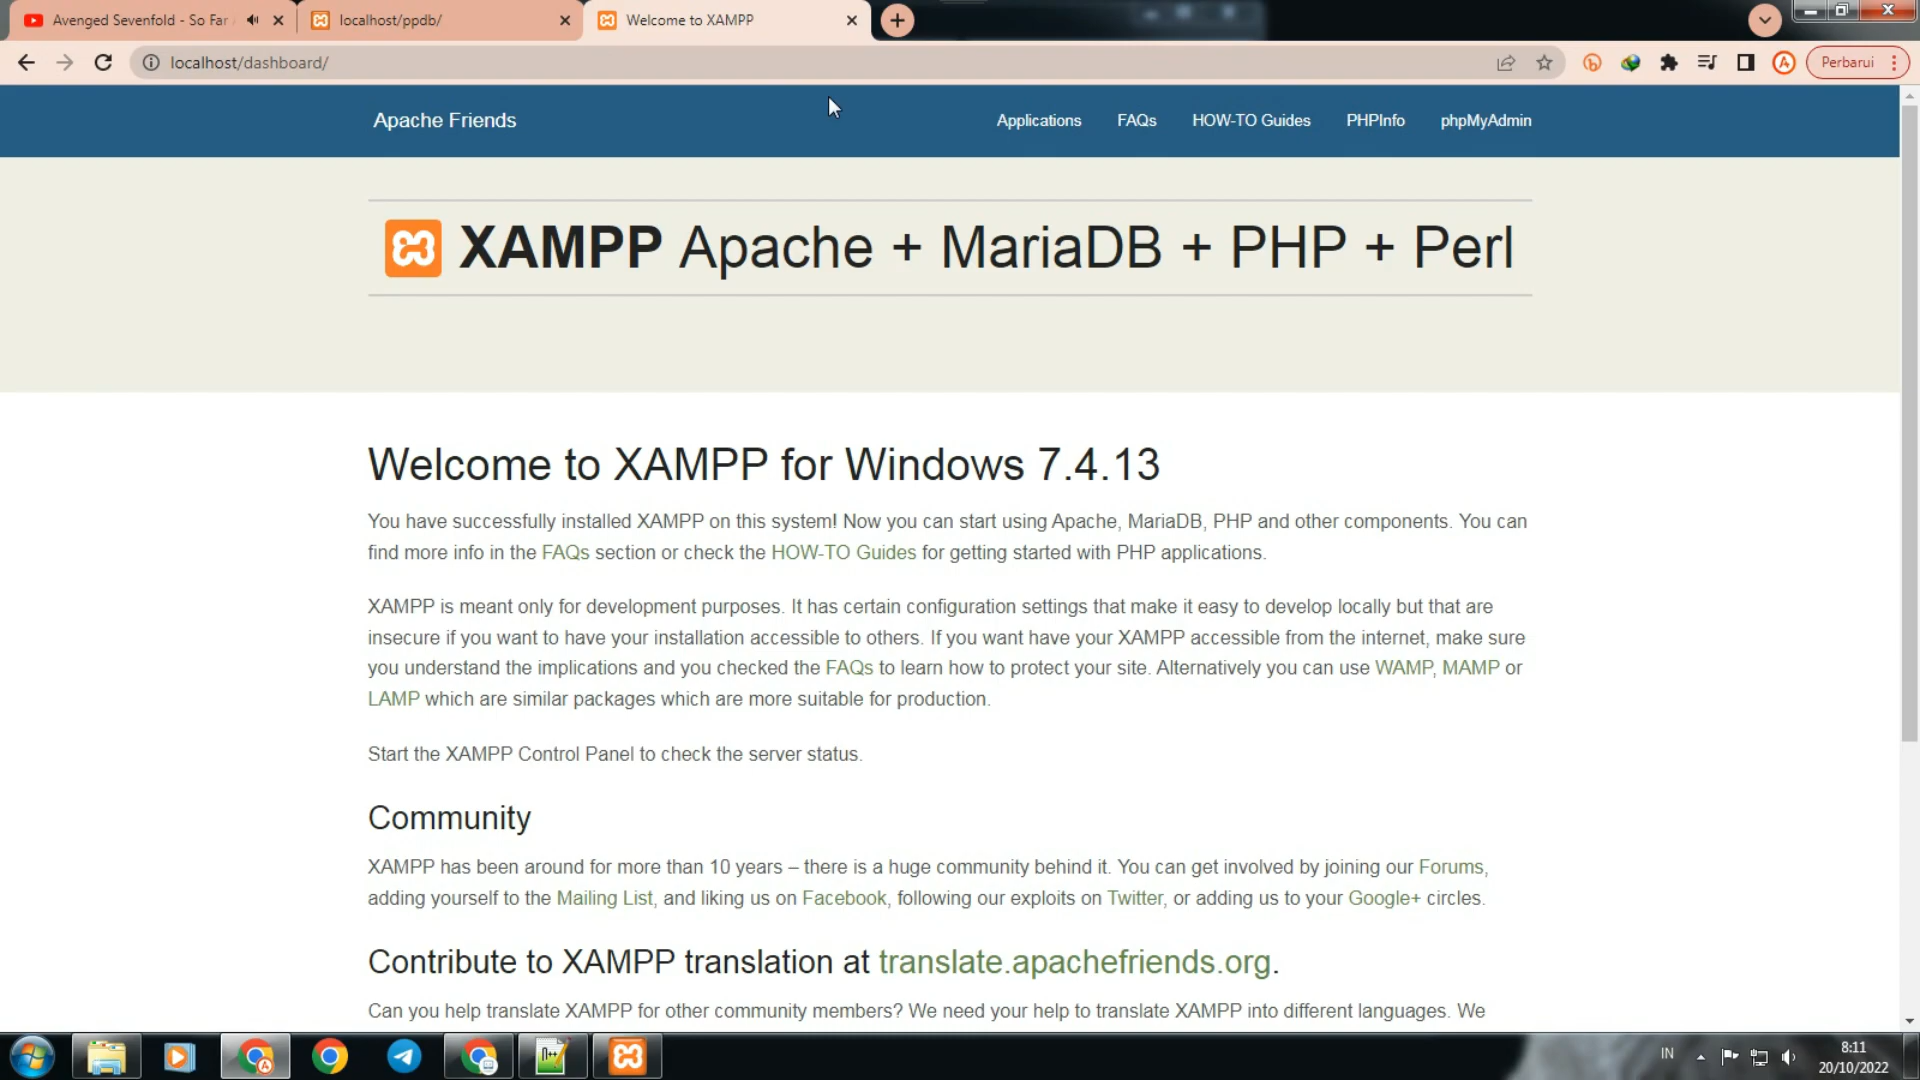 Avenged Sevenfold - So Far
localhost/ppdb/
Welcome to XAMPP
localhost/dashboard/
Perbarui
Apache Friends
Applications
FAQs
HOW-TO Guides
PHPInfo
phpMyAdmin
XAMPP Apache + MariaDB + PHP + Perl
Welcome to XAMPP for Windows 7.4.13
You have successfully installed XAMPP on this system! Now you can start using Apache, MariaDB, PHP and other components. You can
find more info in the FAQs section or check the HOW-TO Guides for getting started with PHP applications.
XAMPP is meant only for development purposes. It has certain configuration settings that make it easy to develop locally but that are
insecure if you want to have your installation accessible to others. If you want have your XAMPP accessible from the internet, make sure
you understand the implications and you checked the FAQs to learn how to protect your site. Alternatively you can use WAMP, MAMP or
LAMP which are similar packages which are more suitable for production.
Start the XAMPP Control Panel to check the server status.
Community
XAMPP has been around for more than 10 years – there is a huge community behind it. You can get involved by joining our Forums,
adding yourself to the Mailing List, and liking us on Facebook, following our exploits on Twitter, or adding us to your Google+ circles.
Contribute to XAMPP translation at translate.apachefriends.org.
Can you help translate XAMPP for other community members? We need your help to translate XAMPP into different languages. We
IN
8:11
20/10/2022